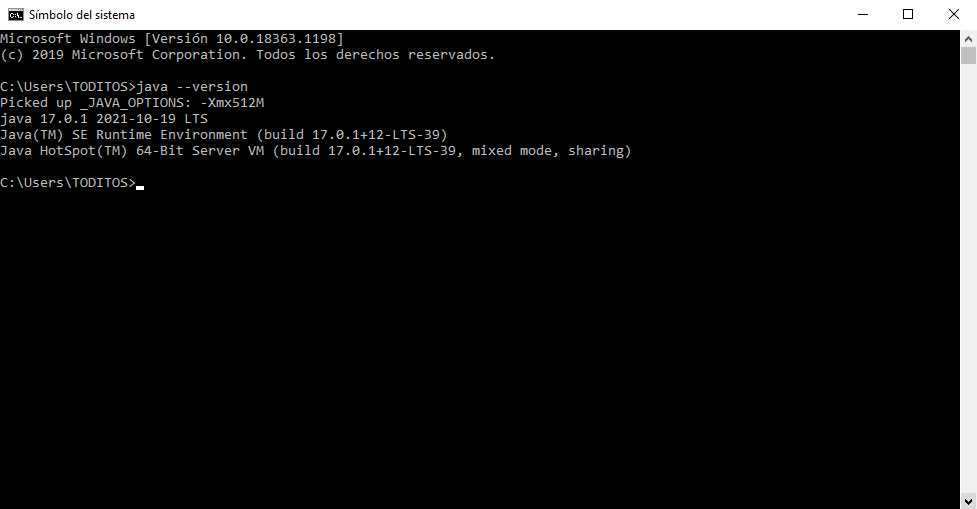 Símbolo del sistema
Microsoft Windows [Versión 10.0.18363.1198]
(c) 2019 Microsoft Corporation. Todos los derechos reservados.
C:\Users\TODITOS>java --version
Picked up _JAVA_OPTIONS: -Xmx512M
java 17.0.1 2021-10-19 LTS
Java(TM) SE Runtime Environment (build 17.0.1+12-LTS-39)
Java HotSpot(TM) 64-Bit Server VM (build 17.0.1+12-LTS-39, mixed mode, sharing)
C:\Users\TODITOS>